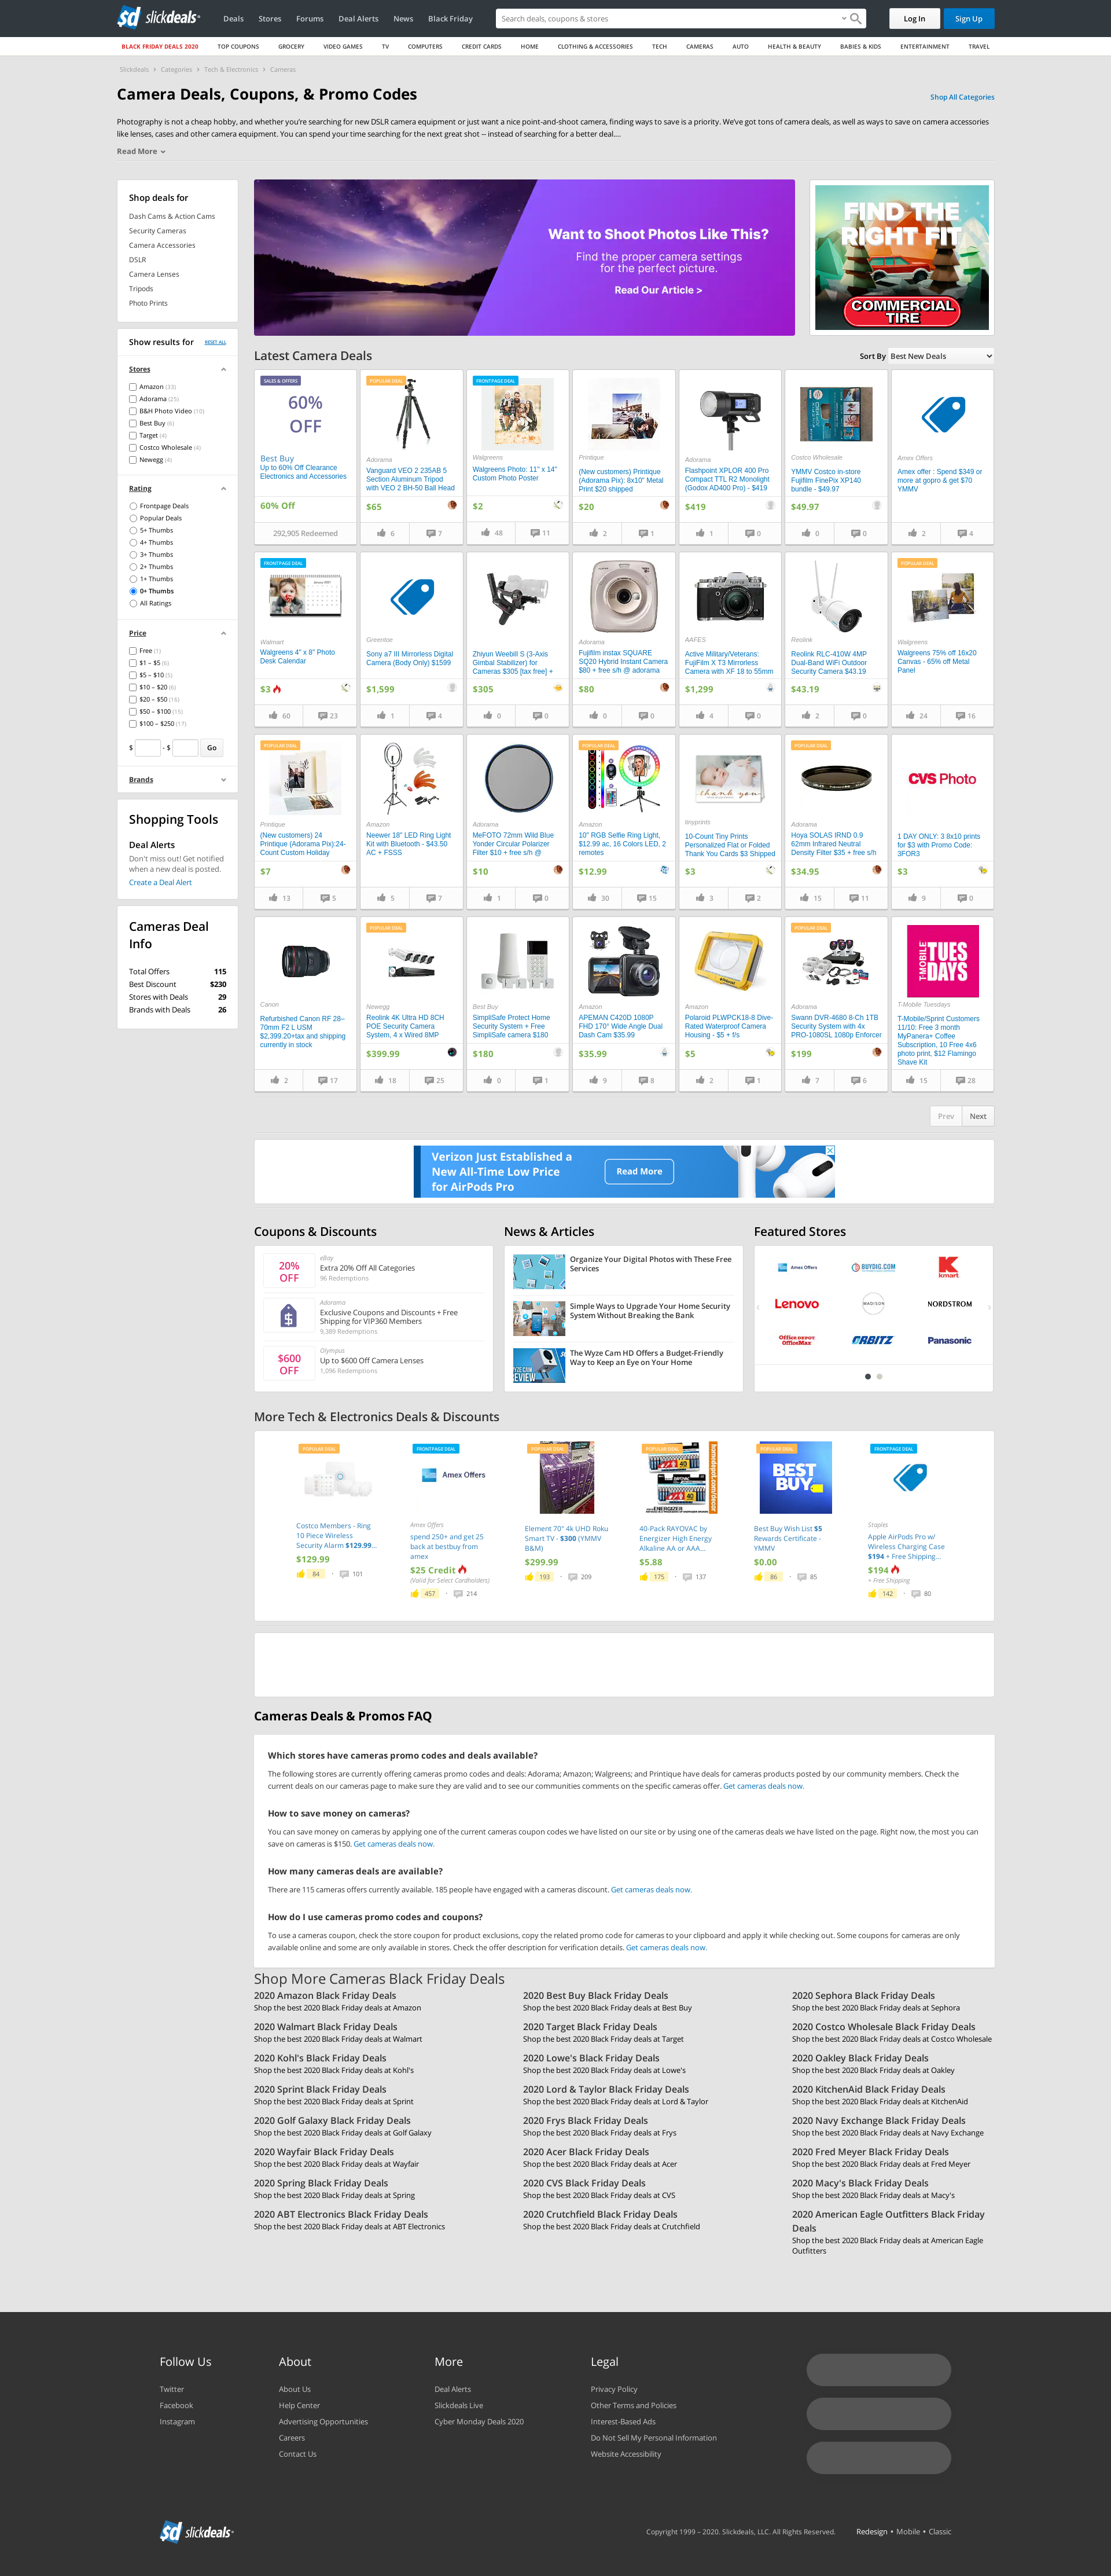 sd slickdeals
Deals
Stores
Forums
Deal Alerts
News
Black Friday
Search deals, coupons & stores
Log In
Sign Up
BLACK FRIDAY DEALS 2020
TOP COUPONS
GROCERY
VIDEO GAMES
TV
COMPUTERS
CREDIT CARDS
HOME
CLOTHING & ACCESSORIES
TECH
CAMERAS
AUTO
HEALTH & BEAUTY
BABIES & KIDS
ENTERTAINMENT
TRAVEL
Slickdeals
Categories
Tech & Electronics
Cameras
Camera Deals, Coupons, & Promo Codes
Shop All Categories
Photography is not a cheap hobby, and whether you're searching for new DSLR camera equipment or just want a nice point-and-shoot camera, finding ways to save is a priority. We've got tons of camera deals, as well as ways to save on camera accessories
like lenses, cases and other camera equipment. You can spend your time searching for the next great shot -- instead of searching for a better deal....
Read More
Shop deals for
Dash Cams & Action Cams
Security Cameras
Camera Accessories
DSLR
Camera Lenses
Tripods
Photo Prints
Show results for
RESET ALL
Stores
Amazon (33)
Adorama (25)
B&H Photo Video (10)
Best Buy (6)
Target (4)
Costco Wholesale (4)
Newegg (4)
Rating
Frontpage Deals
Popular Deals
5+ Thumbs
4+ Thumbs
3+ Thumbs
2+ Thumbs
1+ Thumbs
0+ Thumbs
All Ratings
Price
Free (1)
$1 – $5 (6)
$5 – $10 (5)
$10 – $20 (6)
$20 – $50 (16)
$50 – $100 (15)
$100 – $250 (17)
$ - $ Go
Brands
Shopping Tools
Deal Alerts
Don't miss out! Get notified
when a new deal is posted.
Create a Deal Alert
Cameras Deal
Info
Total Offers 115
Best Discount $230
Stores with Deals 29
Brands with Deals 26
Want to Shoot Photos Like This?
Find the proper camera settings
for the perfect picture.
Read Our Article >
FIND THE
RIGHT FIT
COMMERCIAL
TIRE
Latest Camera Deals
Sort By Best New Deals
SALES & OFFERS
60%
OFF
Best Buy
Up to 60% Off Clearance
Electronics and Accessories
60% Off
292,905 Redeemed
POPULAR DEAL
Adorama
Vanguard VEO 2 235AB 5
Section Aluminum Tripod
with VEO 2 BH-50 Ball Head
$65
6 7
FRONTPAGE DEAL
Walgreens
Walgreens Photo: 11" x 14"
Custom Photo Poster
$2
48 11
Printique
(New customers) Printique
(Adorama Pix): 8x10" Metal
Print $20 shipped
$20
2 1
Adorama
Flashpoint XPLOR 400 Pro
Compact TTL R2 Monolight
(Godox AD400 Pro) - $419
$419
1 0
Costco Wholesale
YMMV Costco in-store
Fujifilm FinePix XP140
bundle - $49.97
$49.97
0 0
Amex Offers
Amex offer : Spend $349 or
more at gopro & get $70
YMMV
2 4
FRONTPAGE DEAL
Walmart
Walgreens 4" x 8" Photo
Desk Calendar
$3
60 23
Greentoe
Sony a7 III Mirrorless Digital
Camera (Body Only) $1599
$1,599
1 4
Zhiyun Weebill S (3-Axis
Gimbal Stabilizer) for
Cameras $305 [tax free] +
$305
0 0
Adorama
Fujifilm instax SQUARE
SQ20 Hybrid Instant Camera
$80 + free s/h @ adorama
$80
0 0
AAFES
Active Military/Veterans:
FujiFilm X T3 Mirrorless
Camera with XF 18 to 55mm
$1,299
4 0
Reolink
Reolink RLC-410W 4MP
Dual-Band WiFi Outdoor
Security Camera $43.19
$43.19
2 0
POPULAR DEAL
Walgreens
Walgreens 75% off 16x20
Canvas - 65% off Metal
Panel
24 16
POPULAR DEAL
Printique
(New customers) 24
Printique (Adorama Pix):24-
Count Custom Holiday
$7
13 5
Amazon
Neewer 18" LED Ring Light
Kit with Bluetooth - $43.50
AC + FSSS
5 7
Adorama
MeFOTO 72mm Wild Blue
Yonder Circular Polarizer
Filter $10 + free s/h @
$10
1 0
POPULAR DEAL
Amazon
10" RGB Selfie Ring Light,
$12.99 ac, 16 Colors LED, 2
remotes
$12.99
30 15
thank you
tinyprints
10-Count Tiny Prints
Personalized Flat or Folded
Thank You Cards $3 Shipped
$3
3 2
POPULAR DEAL
Adorama
Hoya SOLAS IRND 0.9
62mm Infrared Neutral
Density Filter $35 + free s/h
$34.95
15 11
CVS Photo
1 DAY ONLY: 3 8x10 prints
for $3 with Promo Code:
3FOR3
$3
9 0
Canon
Refurbished Canon RF 28–
70mm F2 L USM
$2,399.20+tax and shipping
currently in stock
2 17
POPULAR DEAL
Newegg
Reolink 4K Ultra HD 8CH
POE Security Camera
System, 4 x Wired 8MP
$399.99
18 25
Best Buy
SimpliSafe Protect Home
Security System + Free
SimpliSafe camera $180
$180
0 1
Amazon
APEMAN C420D 1080P
FHD 170° Wide Angle Dual
Dash Cam $35.99
$35.99
9 8
Amazon
Polaroid PLWPCK18-8 Dive-
Rated Waterproof Camera
Housing - $5 + f/s
$5
2 1
POPULAR DEAL
Adorama
Swann DVR-4680 8-Ch 1TB
Security System with 4x
PRO-1080SL 1080p Enforcer
$199
7 6
T-MOBILE TUESDAYS
T-Mobile Tuesdays
T-Mobile/Sprint Customers
11/10: Free 3 month
MyPanera+ Coffee
Subscription, 10 Free 4x6
photo print, $12 Flamingo
Shave Kit
15 28
Prev
Next
Verizon Just Established a
New All-Time Low Price
for AirPods Pro
Read More
Coupons & Discounts
20%
OFF
eBay
Extra 20% Off All Categories
96 Redemptions
Adorama
Exclusive Coupons and Discounts + Free
Shipping for VIP360 Members
9,389 Redemptions
$600
OFF
Olympus
Up to $600 Off Camera Lenses
1,096 Redemptions
News & Articles
Organize Your Digital Photos with These Free
Services
Simple Ways to Upgrade Your Home Security
System Without Breaking the Bank
The Wyze Cam HD Offers a Budget-Friendly
Way to Keep an Eye on Your Home
Featured Stores
Amex Offers
BUYDIG.COM
kmart
Lenovo
MADISON
NORDSTROM
Office DEPOT
OfficeMax
ORBITZ
Panasonic
More Tech & Electronics Deals & Discounts
POPULAR DEAL
Costco Members - Ring
10 Piece Wireless
Security Alarm $129.99...
$129.99
84 101
FRONTPAGE DEAL
Amex Offers
Amex Offers
spend 250+ and get 25
back at bestbuy from
amex
$25 Credit
(Valid for Select Cardholders)
457 214
POPULAR DEAL
Element 70" 4k UHD Roku
Smart TV - $300 (YMMV
B&M)
$299.99
193 209
POPULAR DEAL
40-Pack RAYOVAC by
Energizer High Energy
Alkaline AA or AAA...
$5.88
175 137
POPULAR DEAL
BEST
BUY
Best Buy Wish List $5
Rewards Certificate -
YMMV
$0.00
86 85
FRONTPAGE DEAL
Staples
Apple AirPods Pro w/
Wireless Charging Case
$194 + Free Shipping...
$194
+ Free Shipping
142 80
Cameras Deals & Promos FAQ
Which stores have cameras promo codes and deals available?
The following stores are currently offering cameras promo codes and deals: Adorama; Amazon; Walgreens; and Printique have deals for cameras products posted by our community members. Check the
current deals on our cameras page to make sure they are valid and to see our communities comments on the specific cameras offer. Get cameras deals now.
How to save money on cameras?
You can save money on cameras by applying one of the current cameras coupon codes we have listed on our site or by using one of the cameras deals we have listed on the page. Right now, the most you can
save on cameras is $150. Get cameras deals now.
How many cameras deals are available?
There are 115 cameras offers currently available. 185 people have engaged with a cameras discount. Get cameras deals now.
How do I use cameras promo codes and coupons?
To use a cameras coupon, check the store coupon for product exclusions, copy the related promo code for cameras to your clipboard and apply it while checking out. Some coupons for cameras are only
available online and some are only available in stores. Check the offer description for verification details. Get cameras deals now.
Shop More Cameras Black Friday Deals
2020 Amazon Black Friday Deals
Shop the best 2020 Black Friday deals at Amazon
2020 Best Buy Black Friday Deals
Shop the best 2020 Black Friday deals at Best Buy
2020 Sephora Black Friday Deals
Shop the best 2020 Black Friday deals at Sephora
2020 Walmart Black Friday Deals
Shop the best 2020 Black Friday deals at Walmart
2020 Target Black Friday Deals
Shop the best 2020 Black Friday deals at Target
2020 Costco Wholesale Black Friday Deals
Shop the best 2020 Black Friday deals at Costco Wholesale
2020 Kohl's Black Friday Deals
Shop the best 2020 Black Friday deals at Kohl's
2020 Lowe's Black Friday Deals
Shop the best 2020 Black Friday deals at Lowe's
2020 Oakley Black Friday Deals
Shop the best 2020 Black Friday deals at Oakley
2020 Sprint Black Friday Deals
Shop the best 2020 Black Friday deals at Sprint
2020 Lord & Taylor Black Friday Deals
Shop the best 2020 Black Friday deals at Lord & Taylor
2020 KitchenAid Black Friday Deals
Shop the best 2020 Black Friday deals at KitchenAid
2020 Golf Galaxy Black Friday Deals
Shop the best 2020 Black Friday deals at Golf Galaxy
2020 Frys Black Friday Deals
Shop the best 2020 Black Friday deals at Frys
2020 Navy Exchange Black Friday Deals
Shop the best 2020 Black Friday deals at Navy Exchange
2020 Wayfair Black Friday Deals
Shop the best 2020 Black Friday deals at Wayfair
2020 Acer Black Friday Deals
Shop the best 2020 Black Friday deals at Acer
2020 Fred Meyer Black Friday Deals
Shop the best 2020 Black Friday deals at Fred Meyer
2020 Spring Black Friday Deals
Shop the best 2020 Black Friday deals at Spring
2020 CVS Black Friday Deals
Shop the best 2020 Black Friday deals at CVS
2020 Macy's Black Friday Deals
Shop the best 2020 Black Friday deals at Macy's
2020 ABT Electronics Black Friday Deals
Shop the best 2020 Black Friday deals at ABT Electronics
2020 Crutchfield Black Friday Deals
Shop the best 2020 Black Friday deals at Crutchfield
2020 American Eagle Outfitters Black Friday
Deals
Shop the best 2020 Black Friday deals at American Eagle
Outfitters
Follow Us
Twitter
Facebook
Instagram
About
About Us
Help Center
Advertising Opportunities
Careers
Contact Us
More
Deal Alerts
Slickdeals Live
Cyber Monday Deals 2020
Legal
Privacy Policy
Other Terms and Policies
Interest-Based Ads
Do Not Sell My Personal Information
Website Accessibility
sd slickdeals
Copyright 1999 – 2020. Slickdeals, LLC. All Rights Reserved.
Redesign • Mobile • Classic